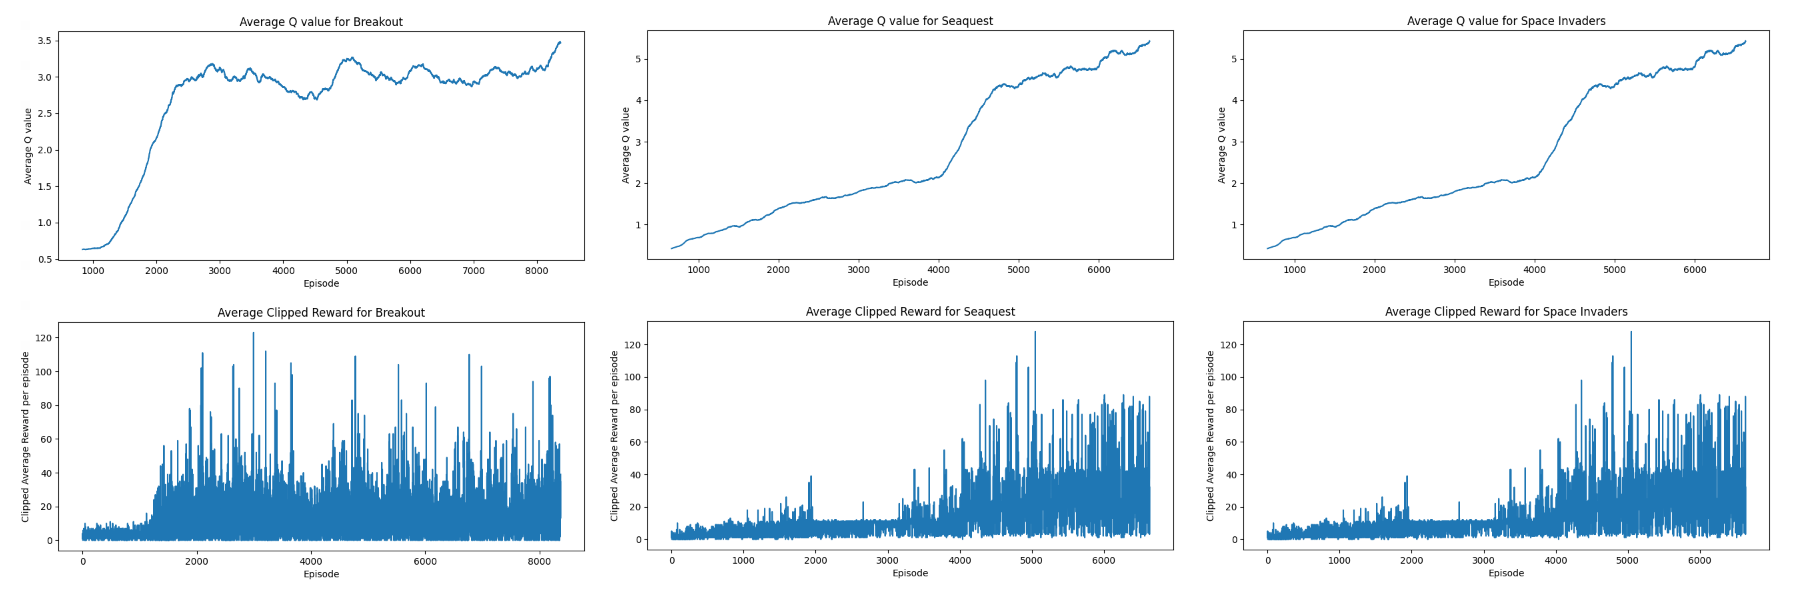 Average Q value for Breakout
Average Q value
3.5
3.0
2.5
2.0
1.5
1.0
0.5
1000 2000 3000 4000 5000 6000 7000 8000
Episode
Average Q value for Seaquest
Average Q value
5
4
3
2
1
1000 2000 3000 4000 5000 6000
Episode
Average Q value for Space Invaders
Average Q value
5
4
3
2
1
1000 2000 3000 4000 5000 6000
Episode
Average Clipped Reward for Breakout
Clipped Average Reward per episode
120
100
80
60
40
20
0
0 2000 4000 6000 8000
Episode
Average Clipped Reward for Seaquest
Clipped Average Reward per episode
120
100
80
60
40
20
0
0 1000 2000 3000 4000 5000 6000
Episode
Average Clipped Reward for Space Invaders
Clipped Average Reward per episode
120
100
80
60
40
20
0
0 1000 2000 3000 4000 5000 6000
Episode